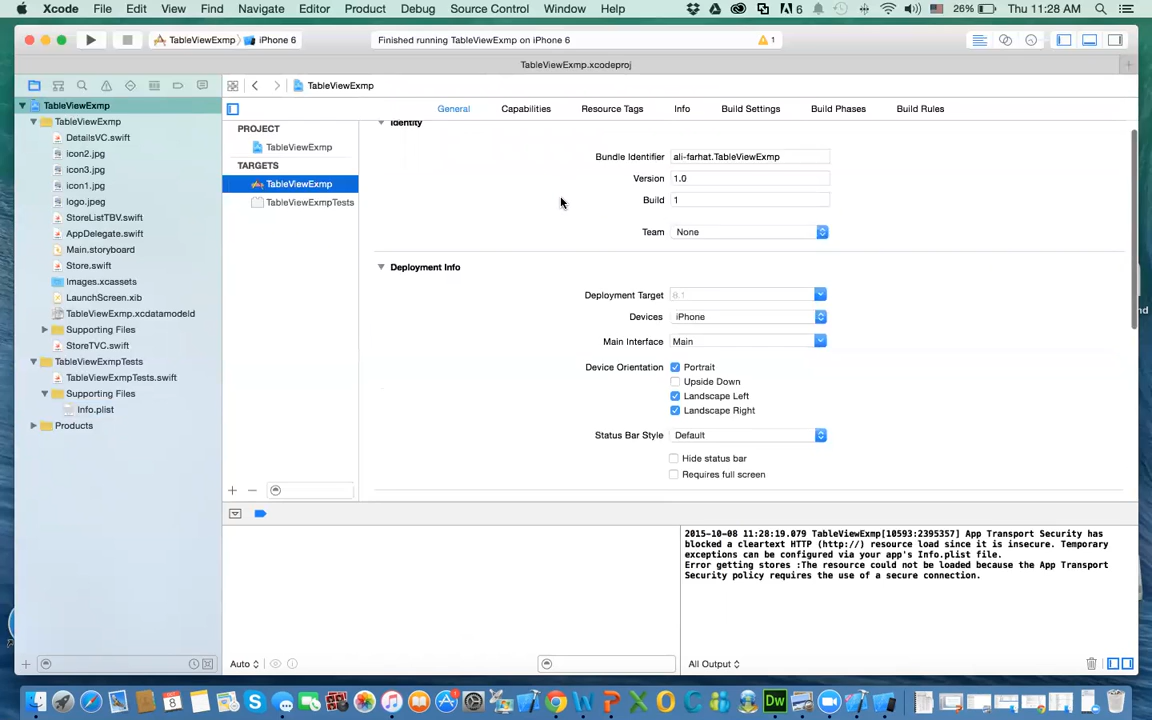 Xcode File Edit View Find Navigate Editor Product Debug Source Control Window Help 6 26% Thu 11:28 AM
TableViewExmp iPhone 6 Finished running TableViewExmp on iPhone 6 1
TableViewExmp.xcodeproj
TableViewExmp
General Capabilities Resource Tags Info Build Settings Build Phases Build Rules
TableViewExmp
TableViewExmp
DetailsVC.swift
icon2.jpg
icon3.jpg
icon1.jpg
logo.jpeg
StoreListTBV.swift
AppDelegate.swift
Main.storyboard
Store.swift
Images.xcassets
LaunchScreen.xib
TableViewExmp.xcdatamodeld
Supporting Files
StoreTVC.swift
TableViewExmpTests
TableViewExmpTests.swift
Supporting Files
Info.plist
Products
PROJECT
TableViewExmp
TARGETS
TableViewExmp
TableViewExmpTests
Identity
Bundle Identifier ali-farhat.TableViewExmp
Version 1.0
Build 1
Team None
Deployment Info
Deployment Target 8.1
Devices iPhone
Main Interface Main
Device Orientation Portrait
Upside Down
Landscape Left
Landscape Right
Status Bar Style Default
Hide status bar
Requires full screen
2015-10-08 11:28:19.079 TableViewExmp[10593:2395357] App Transport Security has
blocked a cleartext HTTP (http://) resource load since it is insecure. Temporary
exceptions can be configured via your app's Info.plist file.
Error getting stores :The resource could not be loaded because the App Transport
Security policy requires the use of a secure connection.
Auto All Output
nd
8
Dw